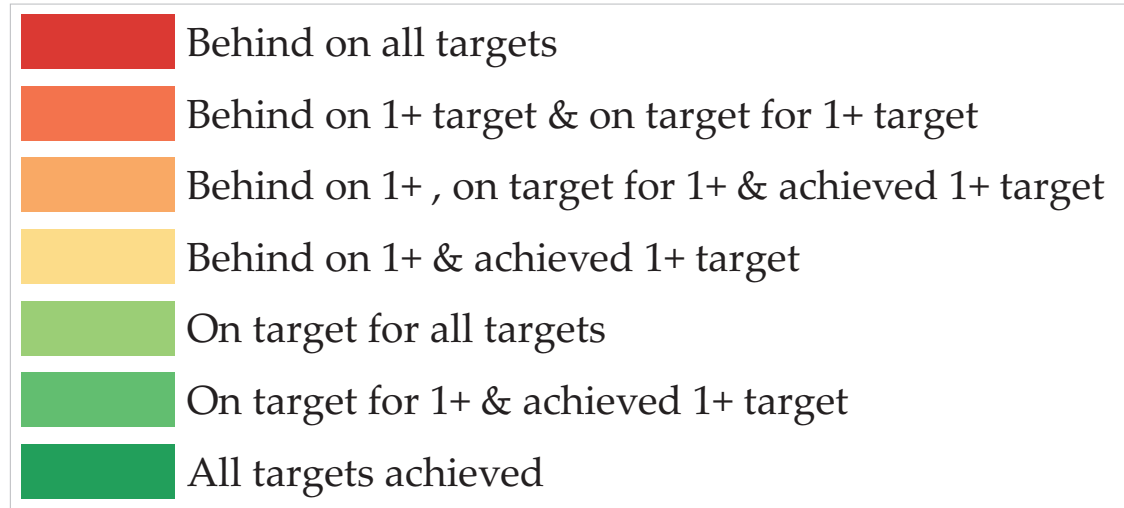 Behind on all targets
Behind on 1+ target & on target for 1+ target
Behind on 1+ , on target for 1+ & achieved 1+ target
Behind on 1+ & achieved 1+ target
On target for all targets
On target for 1+ & achieved 1+ target
All targets achieved